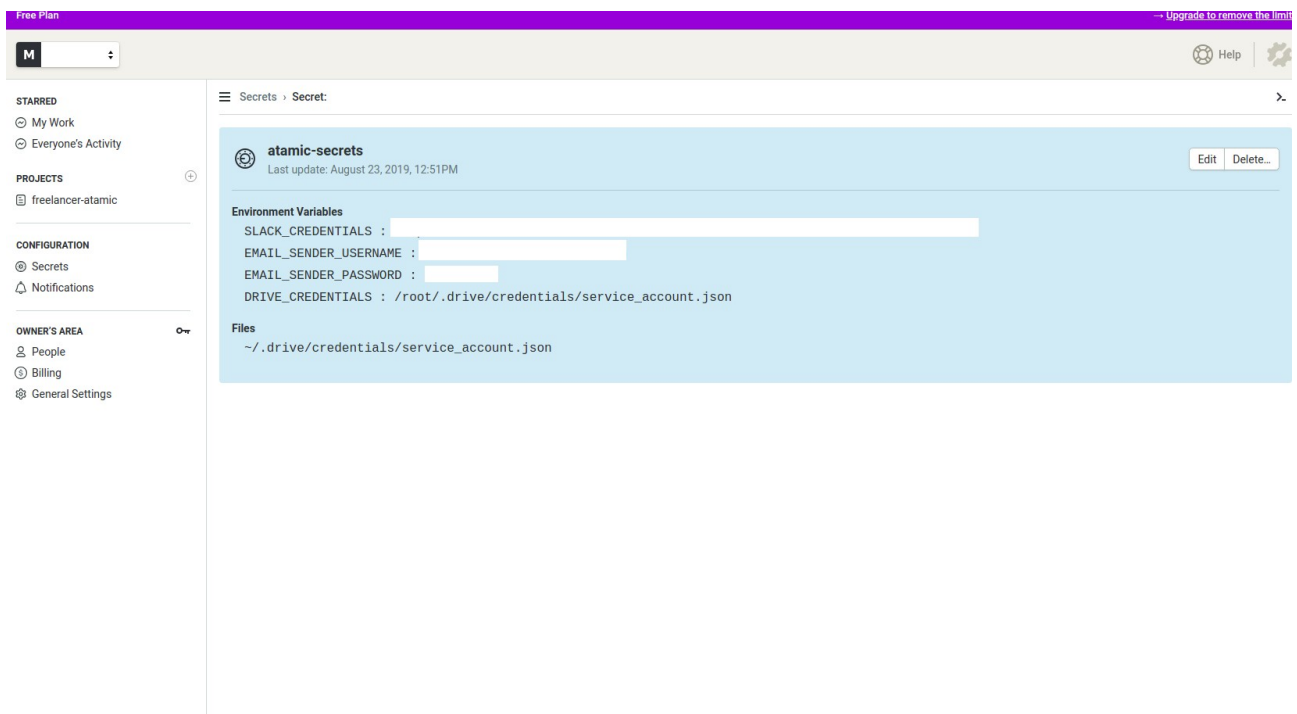 Free Plan
→ Upgrade to remove the limit
M
Help
STARRED
My Work
Everyone's Activity
PROJECTS
freelancer-atamic
CONFIGURATION
Secrets
Notifications
OWNER'S AREA
People
Billing
General Settings
Secrets › Secret:
atamic-secrets
Last update: August 23, 2019, 12:51PM
Edit
Delete...
Environment Variables
SLACK_CREDENTIALS :
EMAIL_SENDER_USERNAME :
EMAIL_SENDER_PASSWORD :
DRIVE_CREDENTIALS : /root/.drive/credentials/service_account.json
Files
~/.drive/credentials/service_account.json